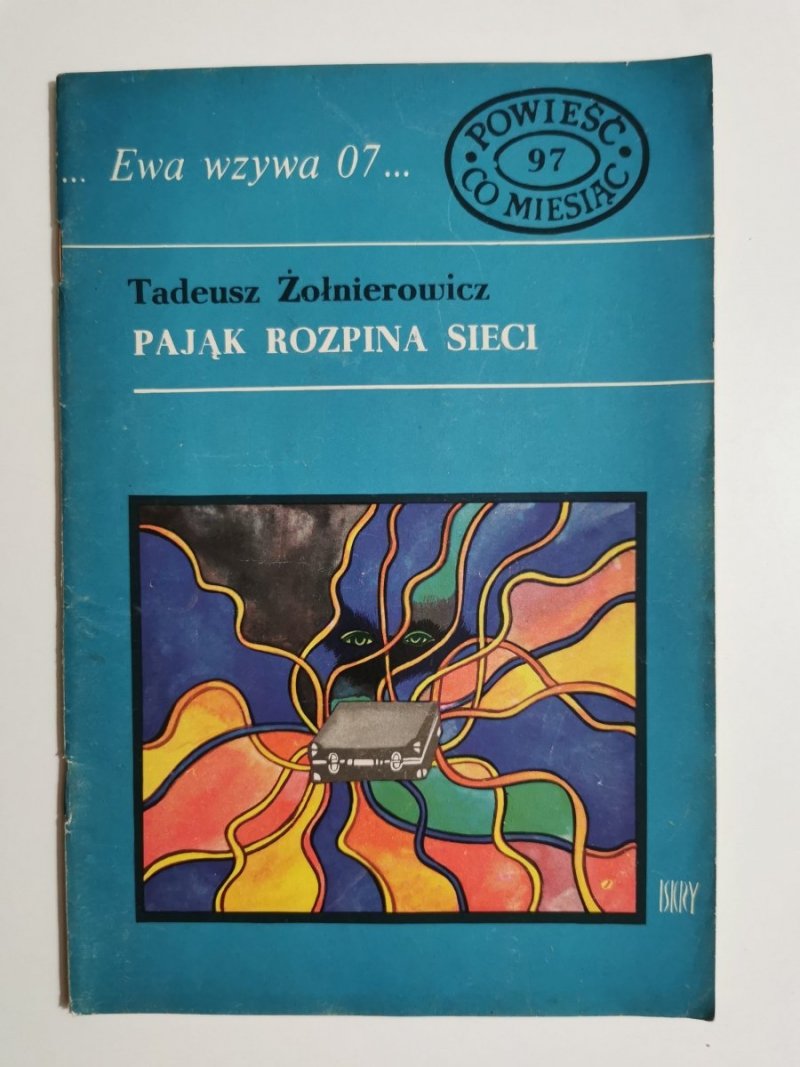 ... Ewa wzywa 07...
POWIEŚĆ
97
CO MIESIĄC
Tadeusz Żołnierowicz
PAJĄK ROZPINA SIECI
ISKRY